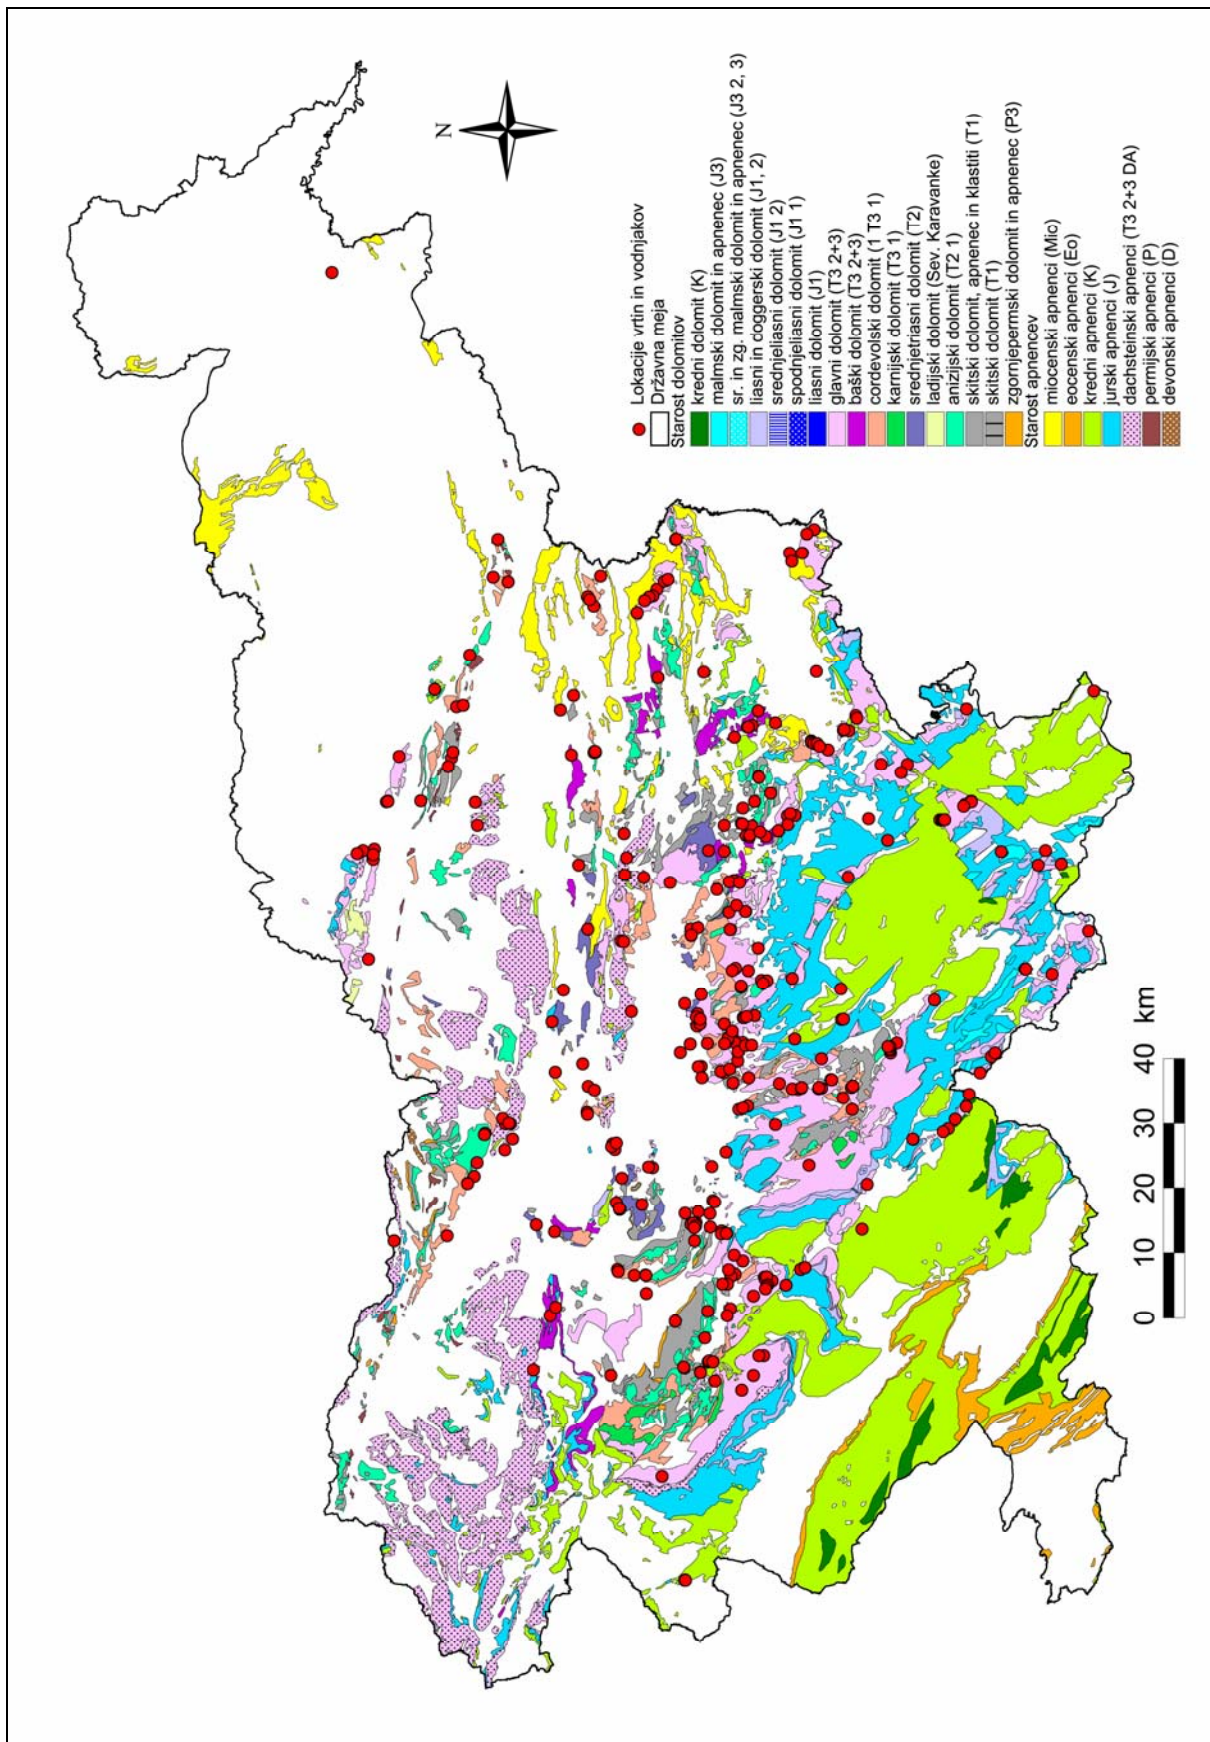 N
Lokacije vrtin in vodnjakov
Državna meja
Starost dolomitov
kredni dolomit (K)
malmski dolomit in apnenec (J3)
sr. in zg. malmski dolomit in apnenec (J3 2, 3)
liasni in doggerski dolomit (J1, 2)
srednjeliasni dolomit (J1 2)
spodnjeliasni dolomit (J1 1)
liasni dolomit (J1)
glavni dolomit (T3 2+3)
baški dolomit (T3 2+3)
cordevolski dolomit (1 T3 1)
karnijski dolomit (T3 1)
srednjetriasni dolomit (T2)
ladijski dolomit (Sev. Karavanke)
anizijski dolomit (T2 1)
skitski dolomit, apnenec in klastiti (T1)
skitski dolomit (T1)
zgornjepermski dolomit in apnenec (P3)
Starost apnencev
miocenski apnenci (Mic)
eocenski apnenci (Eo)
kredni apnenci (K)
jurski apnenci (J)
dachsteinski apnenci (T3 2+3 DA)
permijski apnenci (P)
devonski apnenci (D)
0 10 20 30 40 km